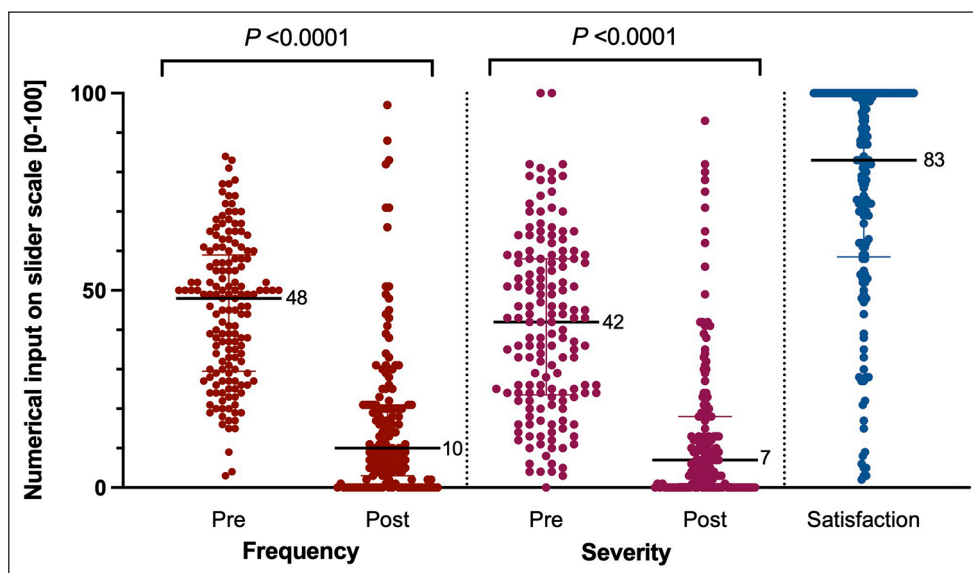 P <0.0001
P <0.0001
Numerical input on slider scale [0-100]
100
50
0
48
10
42
7
83
Pre
Post
Pre
Post
Satisfaction
Frequency
Severity